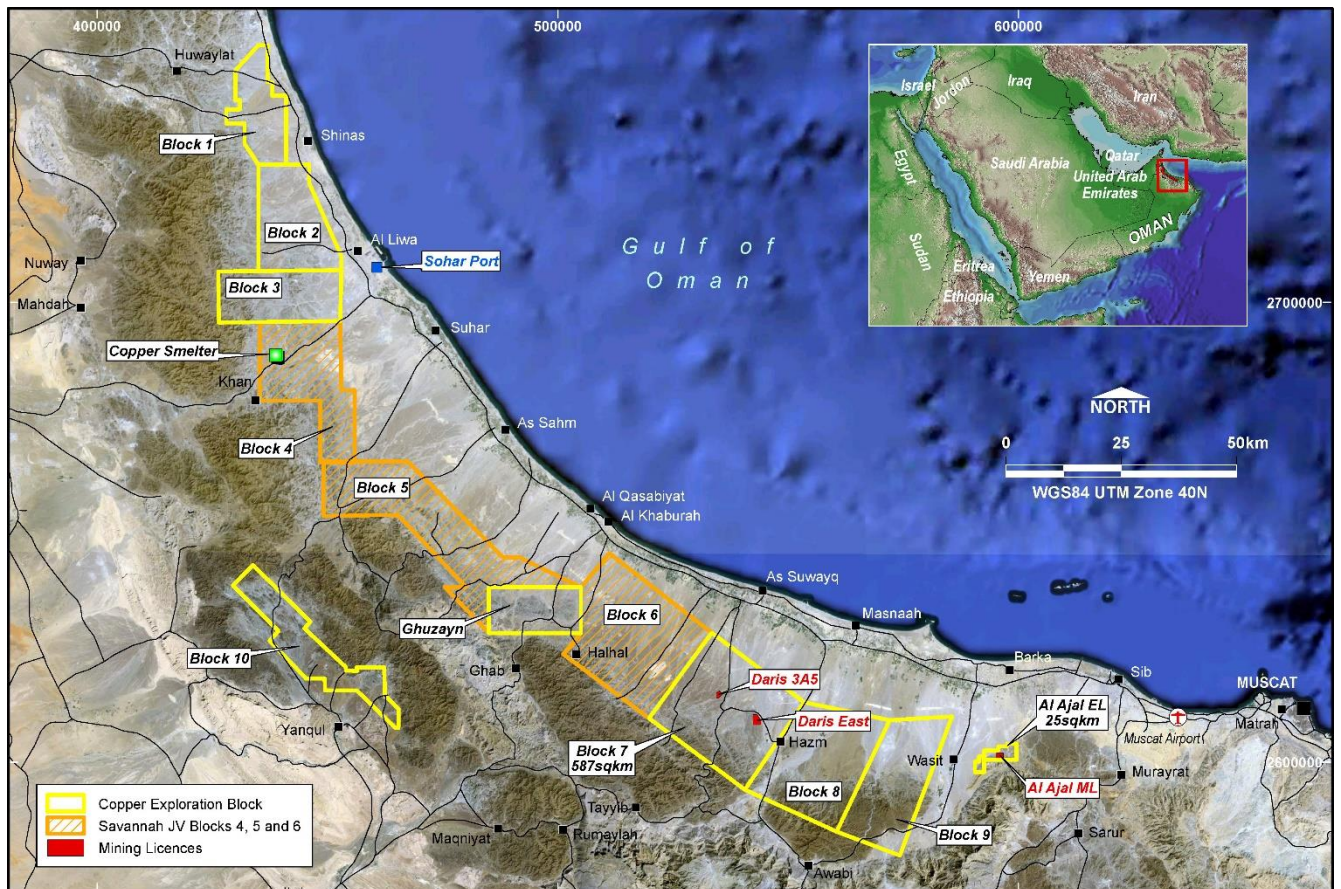 400000
500000
600000
Huwaylat
Block 1
Shinas
Block 2
Al Liwa
Sohar Port
Nuway
Mahdah
Block 3
Suhar
Copper Smelter
Khan
Block 4
As Sahm
Block 5
Al Qasabiyat
Al Khaburah
Gulf of
Oman
Israel
Jordon
Iraq
Iran
Egypt
Saudi Arabia
Qatar
United Arab
Emirates
OMAN
Sudan
Eritrea
Ethiopia
Yemen
2700000
NORTH
0 25 50km
WGS84 UTM Zone 40N
As Suwayq
Block 6
Masnaah
Ghuzayn
Block 10
Halhal
Ghab
Barka
Sib
MUSCAT
Daris 3A5
Al Ajal EL
25sqkm
Matrah
Yanqul
Daris East
Muscat Airport
Block 7
587sqkm
Hazm
Wasit
2600000
Murayrat
Al Ajal ML
Block 8
Tayyib
Block 9
Maqniyat
Rumaylah
Sarur
Awabi
Copper Exploration Block
Savannah JV Blocks 4, 5 and 6
Mining Licences